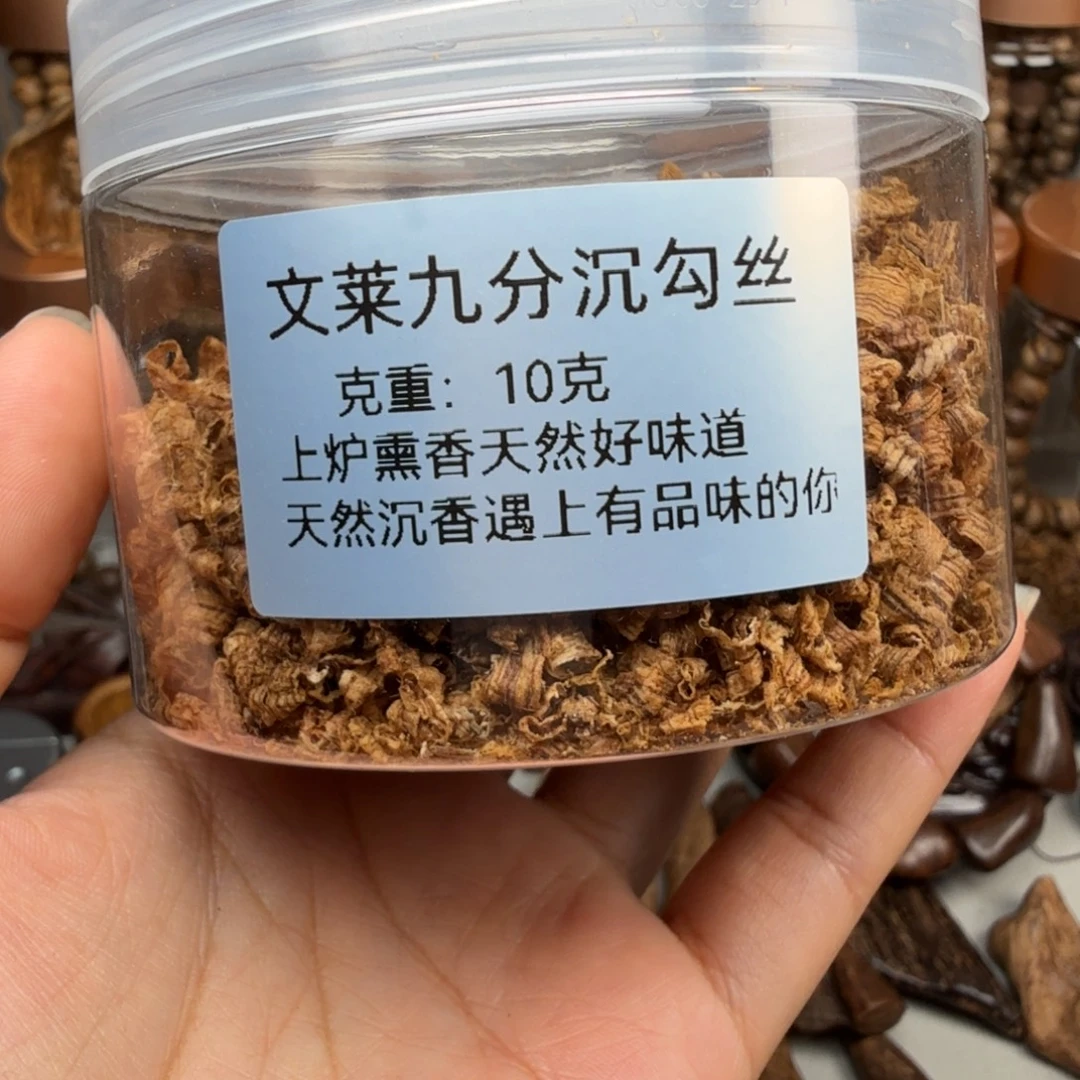 文莱九分沉勾丝
克重：10克
上炉熏香天然好味道
天然沉香遇上有品味的你